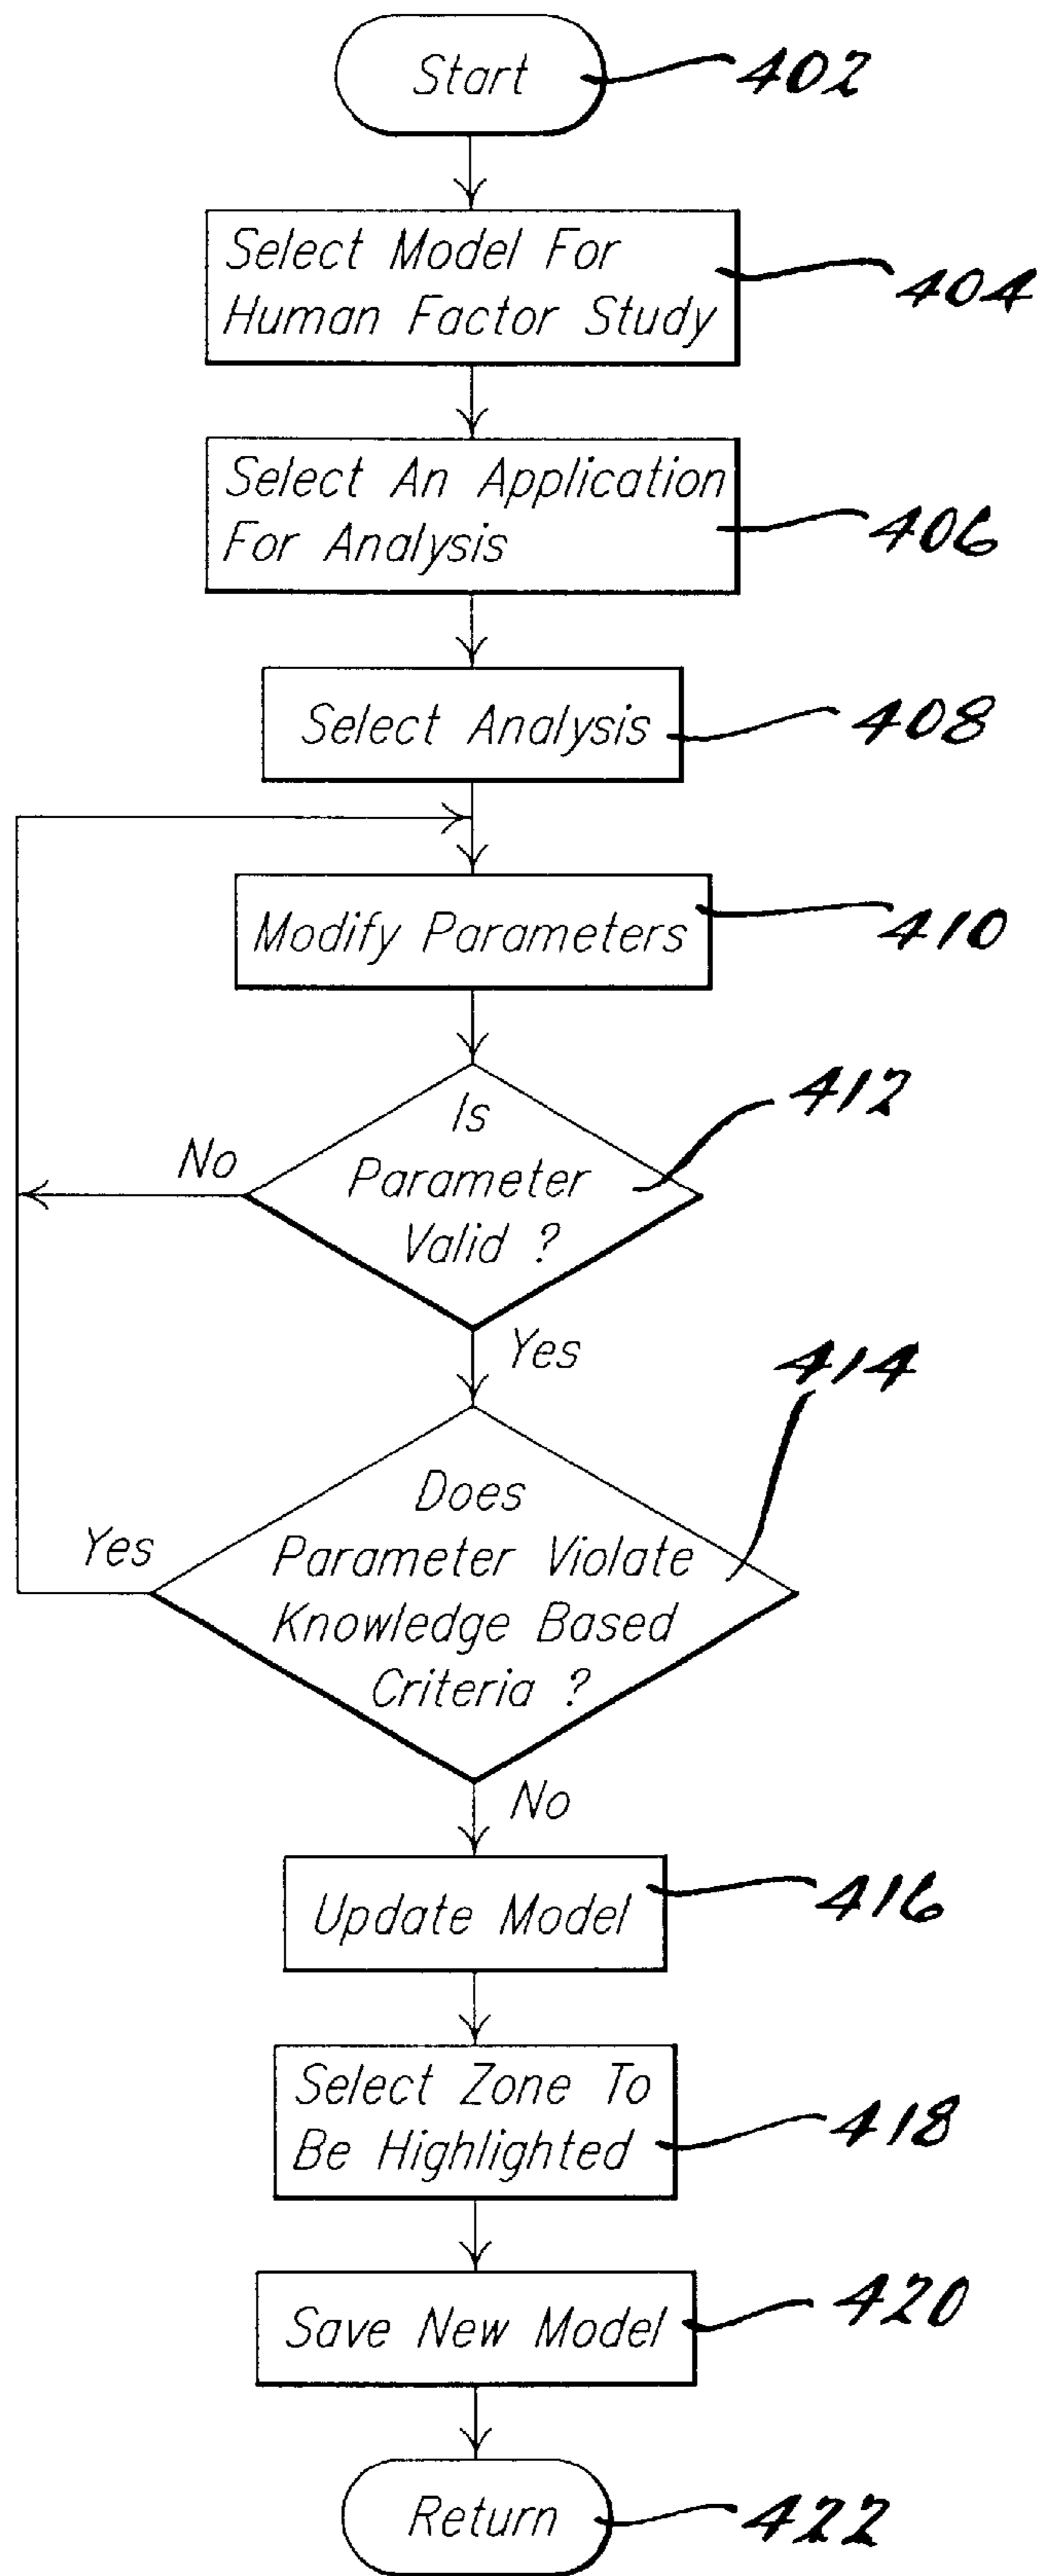 Start
402
Select Model For
Human Factor Study
404
Select An Application
For Analysis
406
Select Analysis
408
Modify Parameters
410
Is
Parameter
Valid ?
412
No
Yes
Does
Parameter Violate
Knowledge Based
Criteria ?
414
Yes
No
Update Model
416
Select Zone To
Be Highlighted
418
Save New Model
420
Return
422